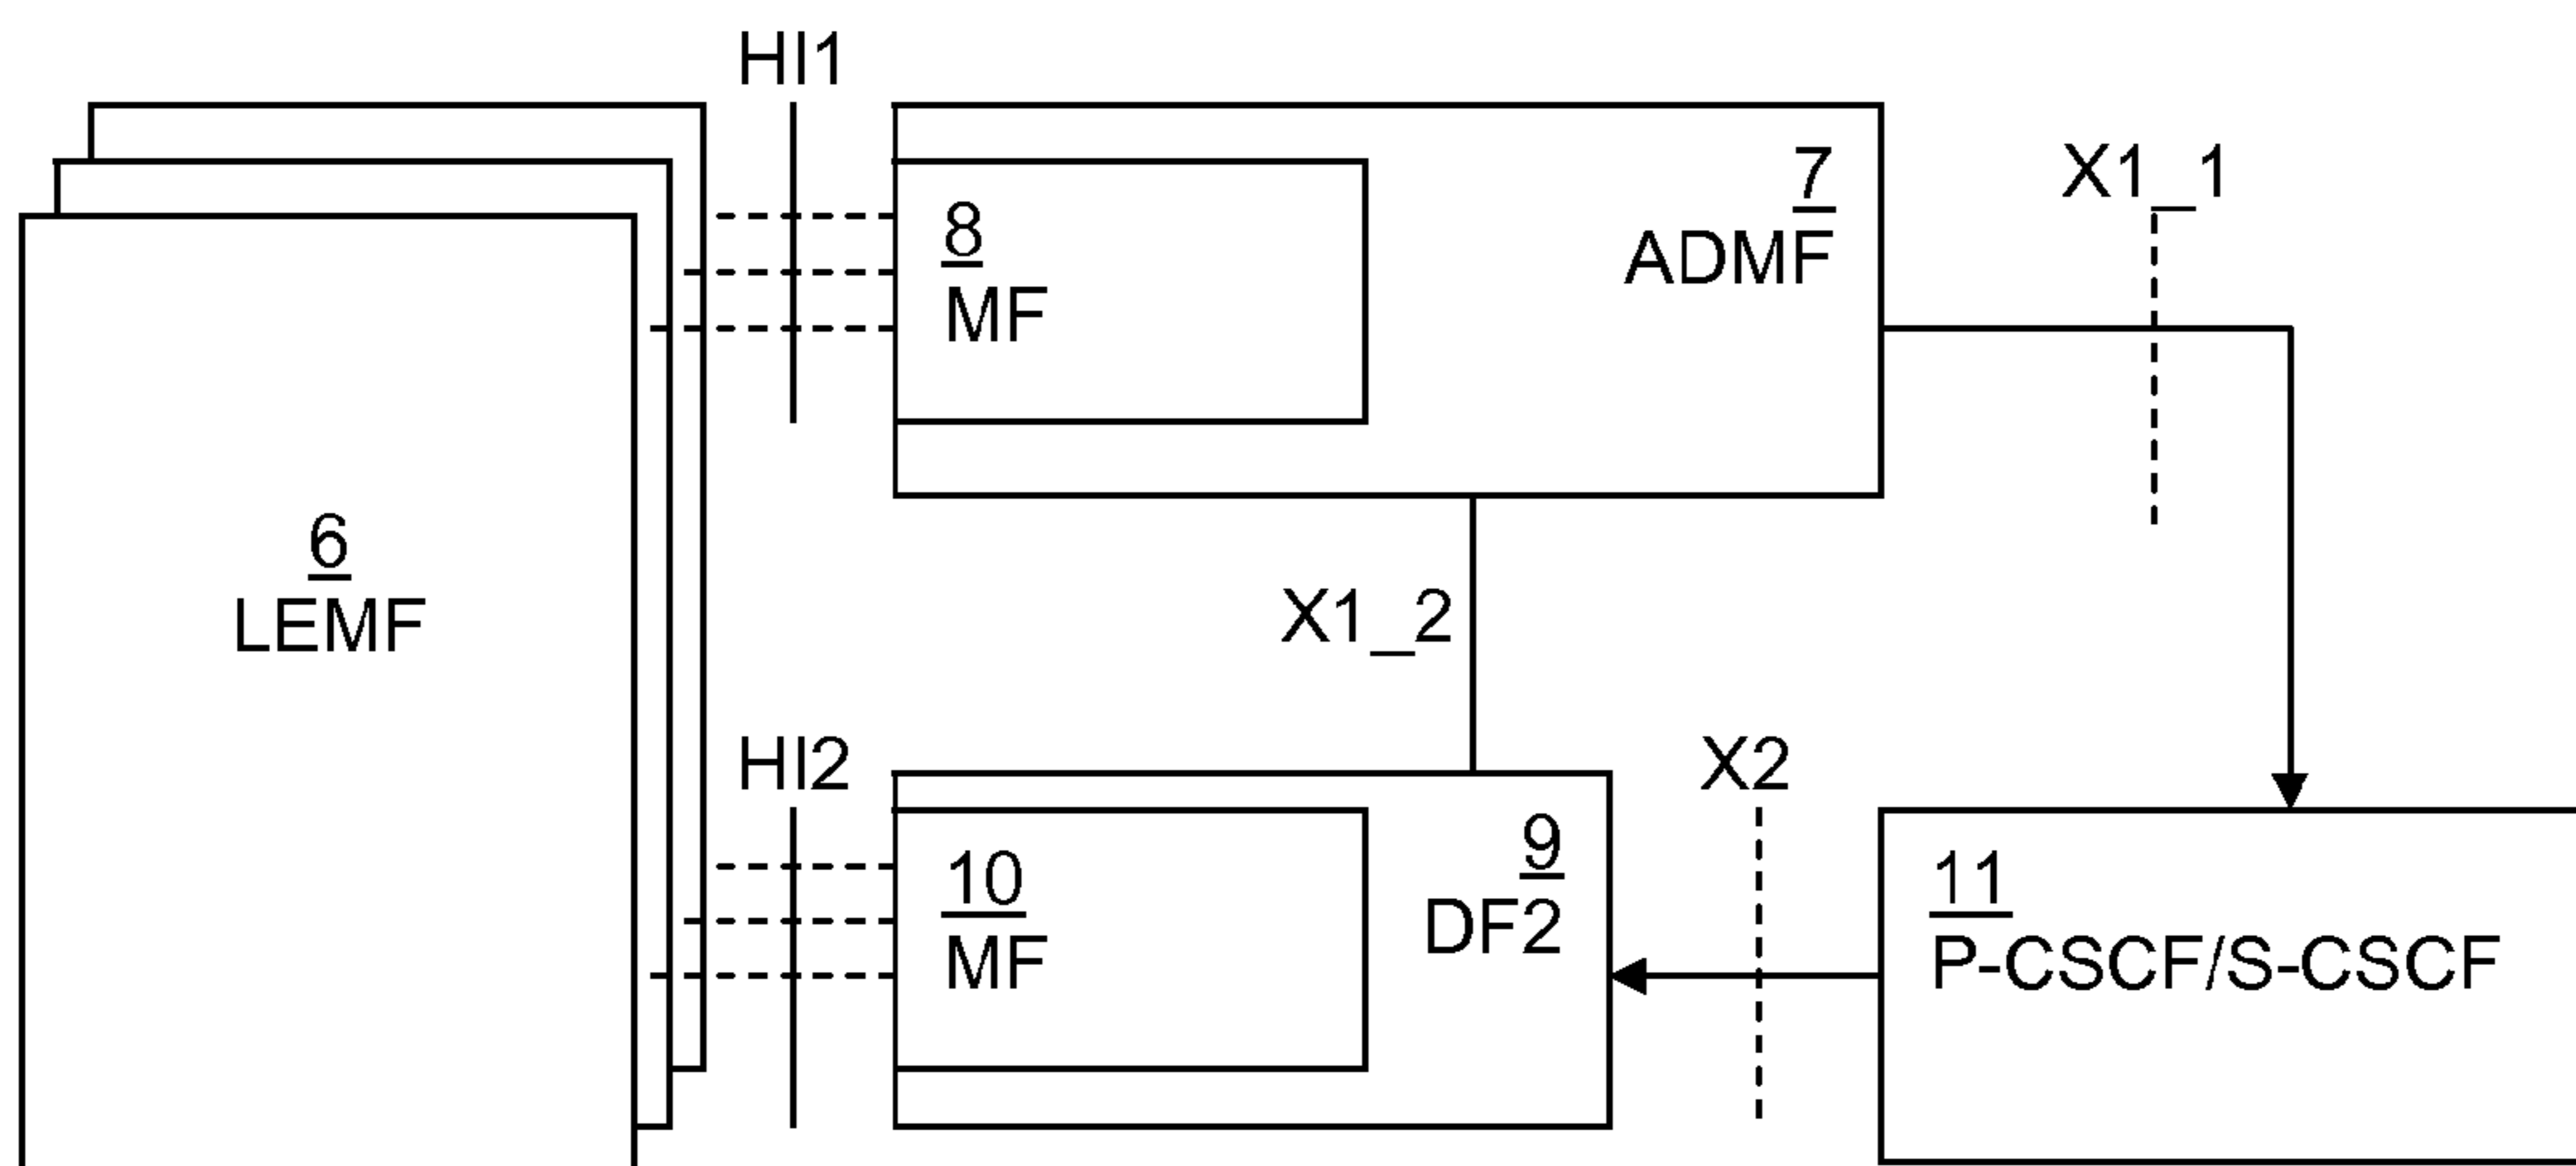 HI1
7
ADMF
X1_1
8
MF
6
LEMF
X1_2
HI2
X2
9
DF2
10
MF
11
P-CSCF/S-CSCF